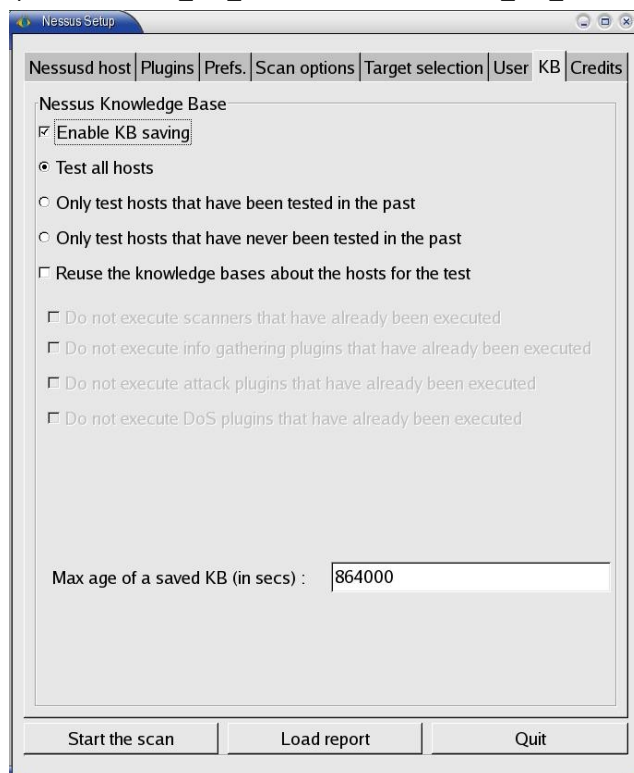 Nessus Setup
Nessusd host Plugins Prefs. Scan options Target selection User KB Credits
Nessus Knowledge Base
Enable KB saving
Test all hosts
Only test hosts that have been tested in the past
Only test hosts that have never been tested in the past
Reuse the knowledge bases about the hosts for the test
Do not execute scanners that have already been executed
Do not execute info gathering plugins that have already been executed
Do not execute attack plugins that have already been executed
Do not execute DoS plugins that have already been executed
Max age of a saved KB (in secs) : 864000
Start the scan Load report Quit